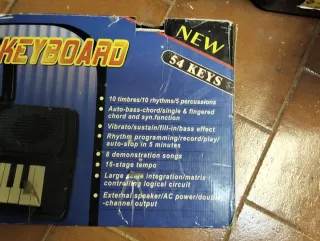 KEYBOARD
NEW
54 KEYS
• 10 timbres/10 rhythms/5 percussions
• Auto-bass-chord/single & fingered
chord and syn.function
• Vibrato/sustain/fill-in/bass effect
• Rhythm programming/record/play/
auto-stop in 5 minutes
• 8 demonstration songs
• 16-stage tempo
• Large scale integration/matrix
controlling logical circuit
• External speaker/AC power/double
-channel output